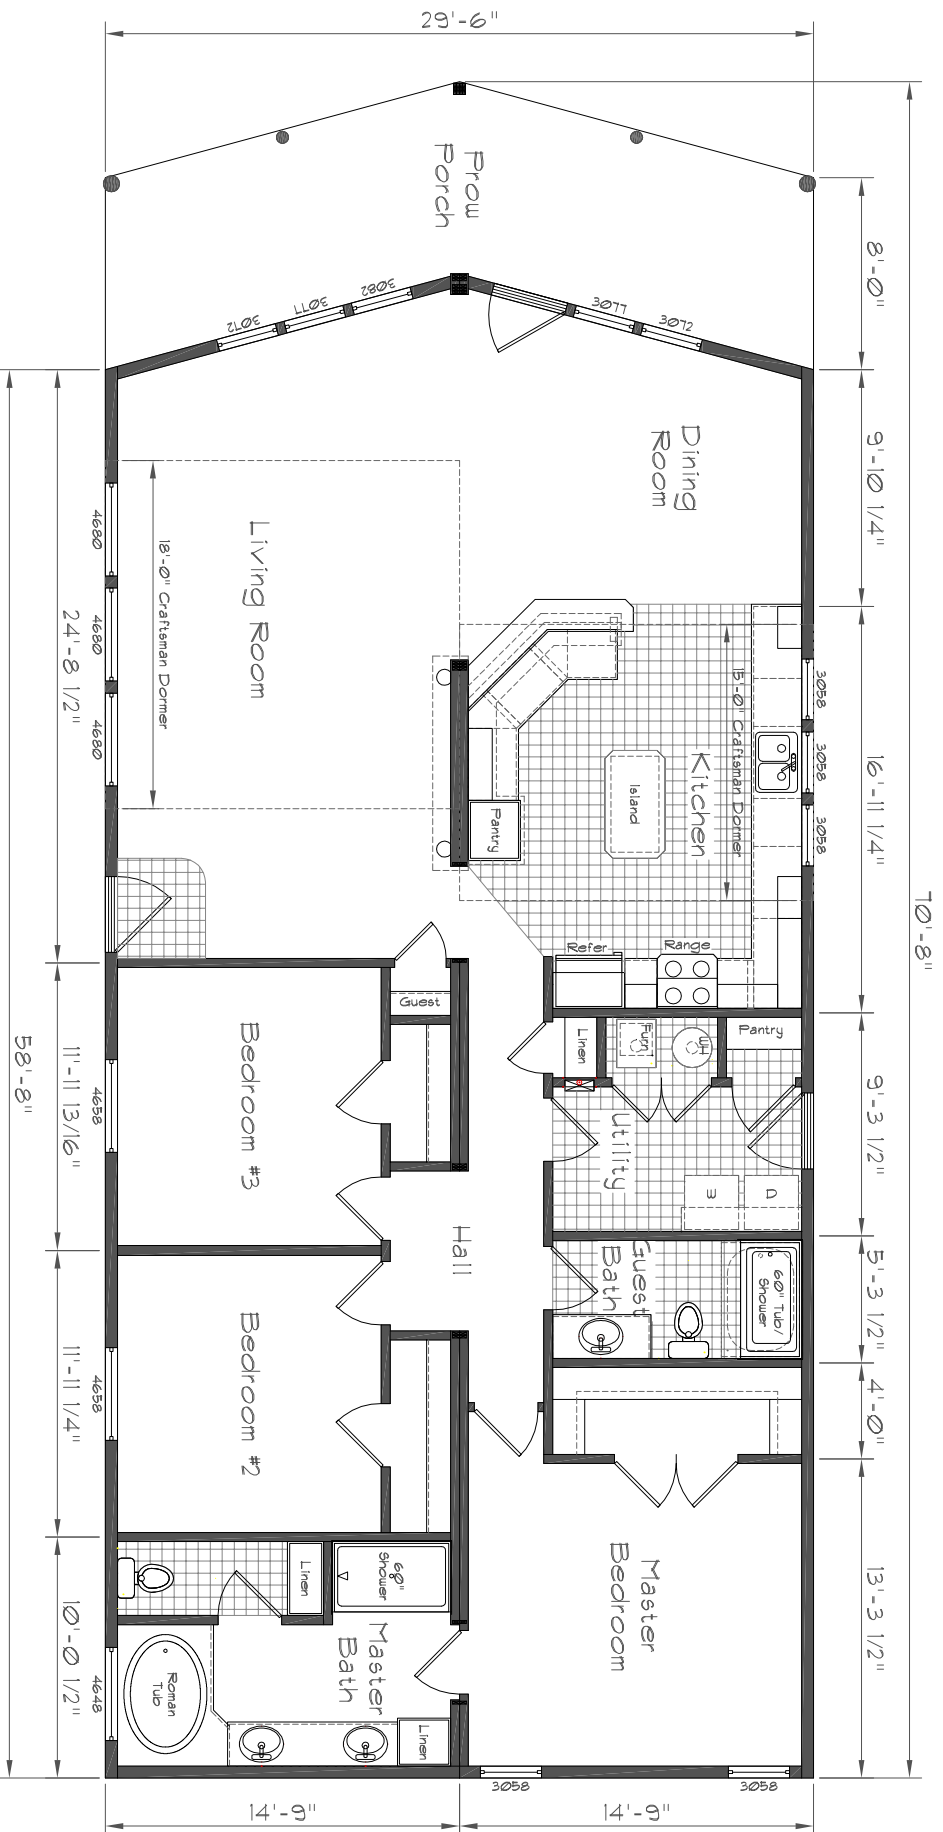 29'-6"
Prow
Porch
8'-0"
3072
3077
3082
3077
3072
70'-8"
58'-8"
9'-10 1/4"
16'-11 1/4"
9'-3 1/2"
5'-3 1/2"
4'-0"
13'-3 1/2"
24'-8 1/2"
11'-11 13/16"
11'-11 1/4"
10'-0 1/2"
Dining
Room
Living Room
18'-0" Craftsman Dormer
4680
4680
4680
15'-0" Craftsman Dormer
Kitchen
Island
Pantry
3058
3058
3058
Refer
Range
Guest
Linen
Furn
WH
Pantry
Utility
W
D
Bedroom #3
4658
Hall
Guest
Bath
60" Tub/
Shower
Bedroom #2
4658
Master
Bedroom
Linen
60"
Shower
Master
Bath
Roman
Tub
4648
Linen
3058
3058
14'-9"
14'-9"